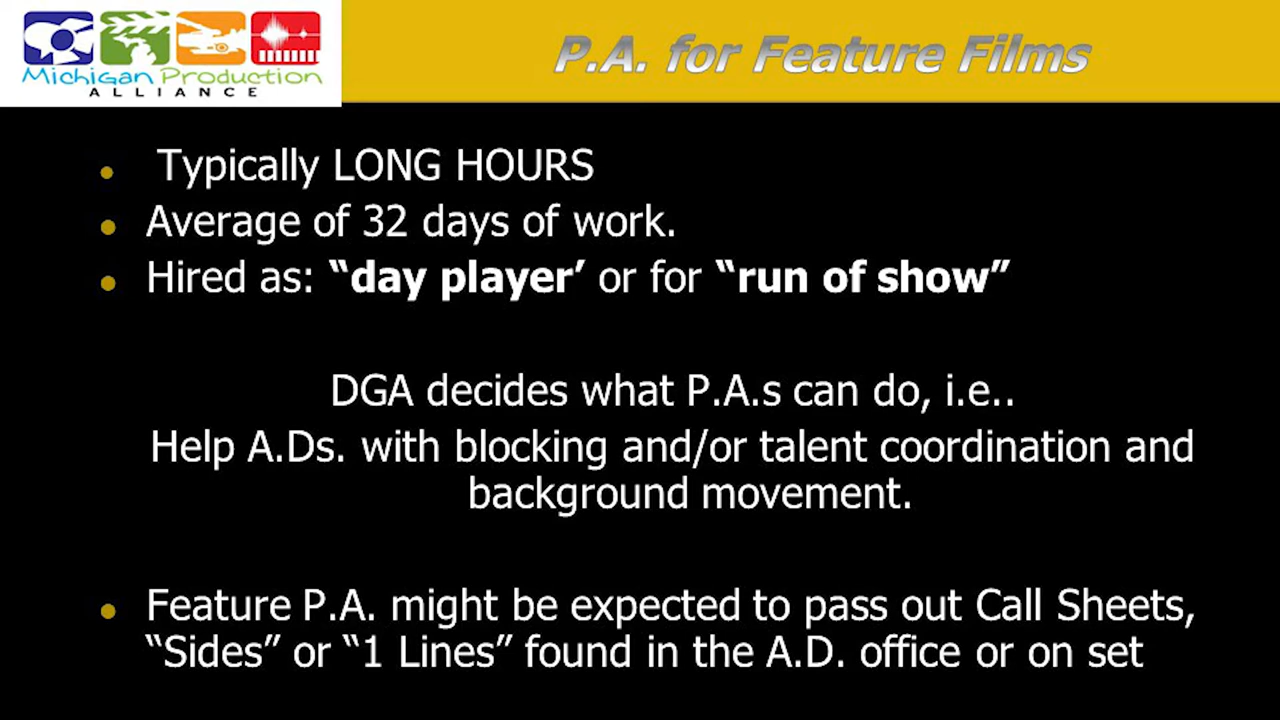 Michigan Production
ALLIANCE
P.A. for Feature Films
Typically LONG HOURS
Average of 32 days of work.
Hired as: “day player’ or for “run of show”
DGA decides what P.A.s can do, i.e..
Help A.Ds. with blocking and/or talent coordination and
background movement.
Feature P.A. might be expected to pass out Call Sheets,
“Sides” or “1 Lines” found in the A.D. office or on set